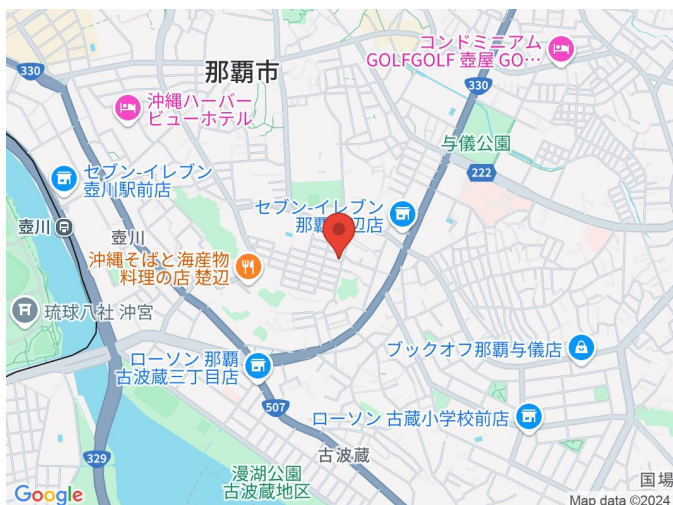 コンドミニアム
GOLFGOLF 壺屋 GO…
330
那覇市
330
沖縄ハーバー
ビューホテル
与儀公園
222
セブン-イレブン
壺川駅前店
セブン-イレブン
那覇
辺店
壺川
壺川
沖縄そばと海産物
料理の店 楚辺
琉球八社 沖宮
ローソン 那覇
古波蔵三丁目店
ブックオフ那覇与儀店
507
ローソン 古蔵小学校前店
329
古波蔵
漫湖公園
古波蔵地区
国場
Google
Map data ©2024